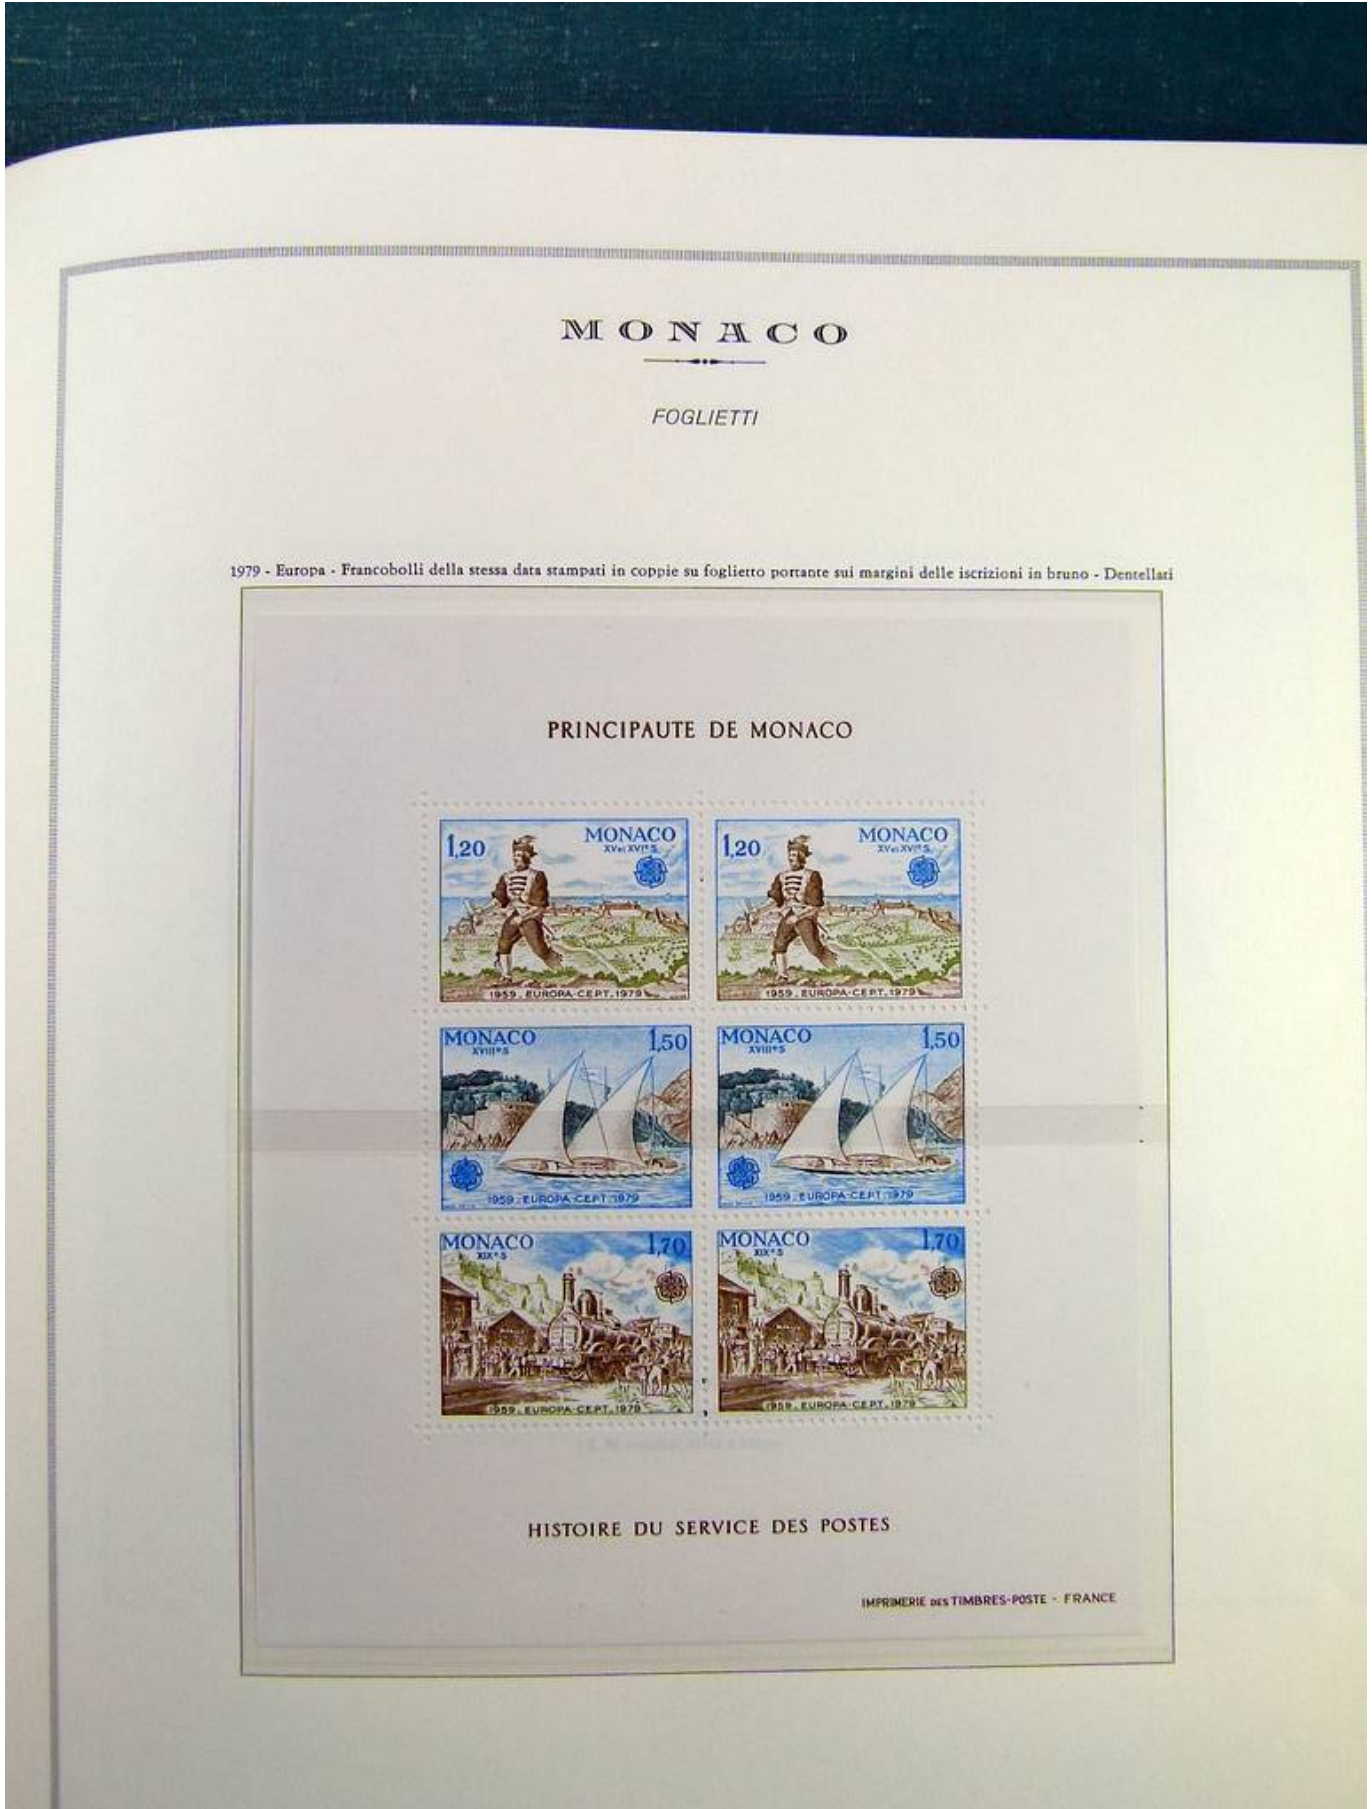 MONACO
FOGLIETTI
1979 - Europa - Francobolli della stessa data stampati in coppie su foglietto portante sui margini delle iscrizioni in bruno - Dentellati
PRINCIPAUTE DE MONACO
1,20 MONACO
XV et XVIᵉ S.
1959. EUROPA-CEPT. 1979
1,20 MONACO
XV et XVIᵉ S.
1959. EUROPA-CEPT. 1979
MONACO 1,50
XVIIIᵉ S
1959. EUROPA-CEPT. 1979
MONACO 1,50
XVIIIᵉ S
1959. EUROPA-CEPT. 1979
MONACO 1,70
XIXᵉ S
1959. EUROPA-CEPT. 1979
MONACO 1,70
XIXᵉ S
1959. EUROPA-CEPT. 1979
HISTOIRE DU SERVICE DES POSTES
IMPRIMERIE DES TIMBRES-POSTE - FRANCE